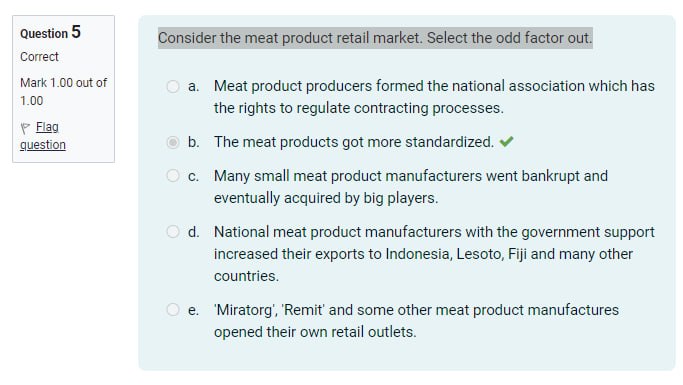 Question 5
Correct
Mark 1.00 out of
1.00
Flag
question
Consider the meat product retail market. Select the odd factor out.
a. Meat product producers formed the national association which has
the rights to regulate contracting processes.
b. The meat products got more standardized.
c. Many small meat product manufacturers went bankrupt and
eventually acquired by big players.
d. National meat product manufacturers with the government support
increased their exports to Indonesia, Lesoto, Fiji and many other
countries.
e. 'Miratorg', 'Remit' and some other meat product manufactures
opened their own retail outlets.